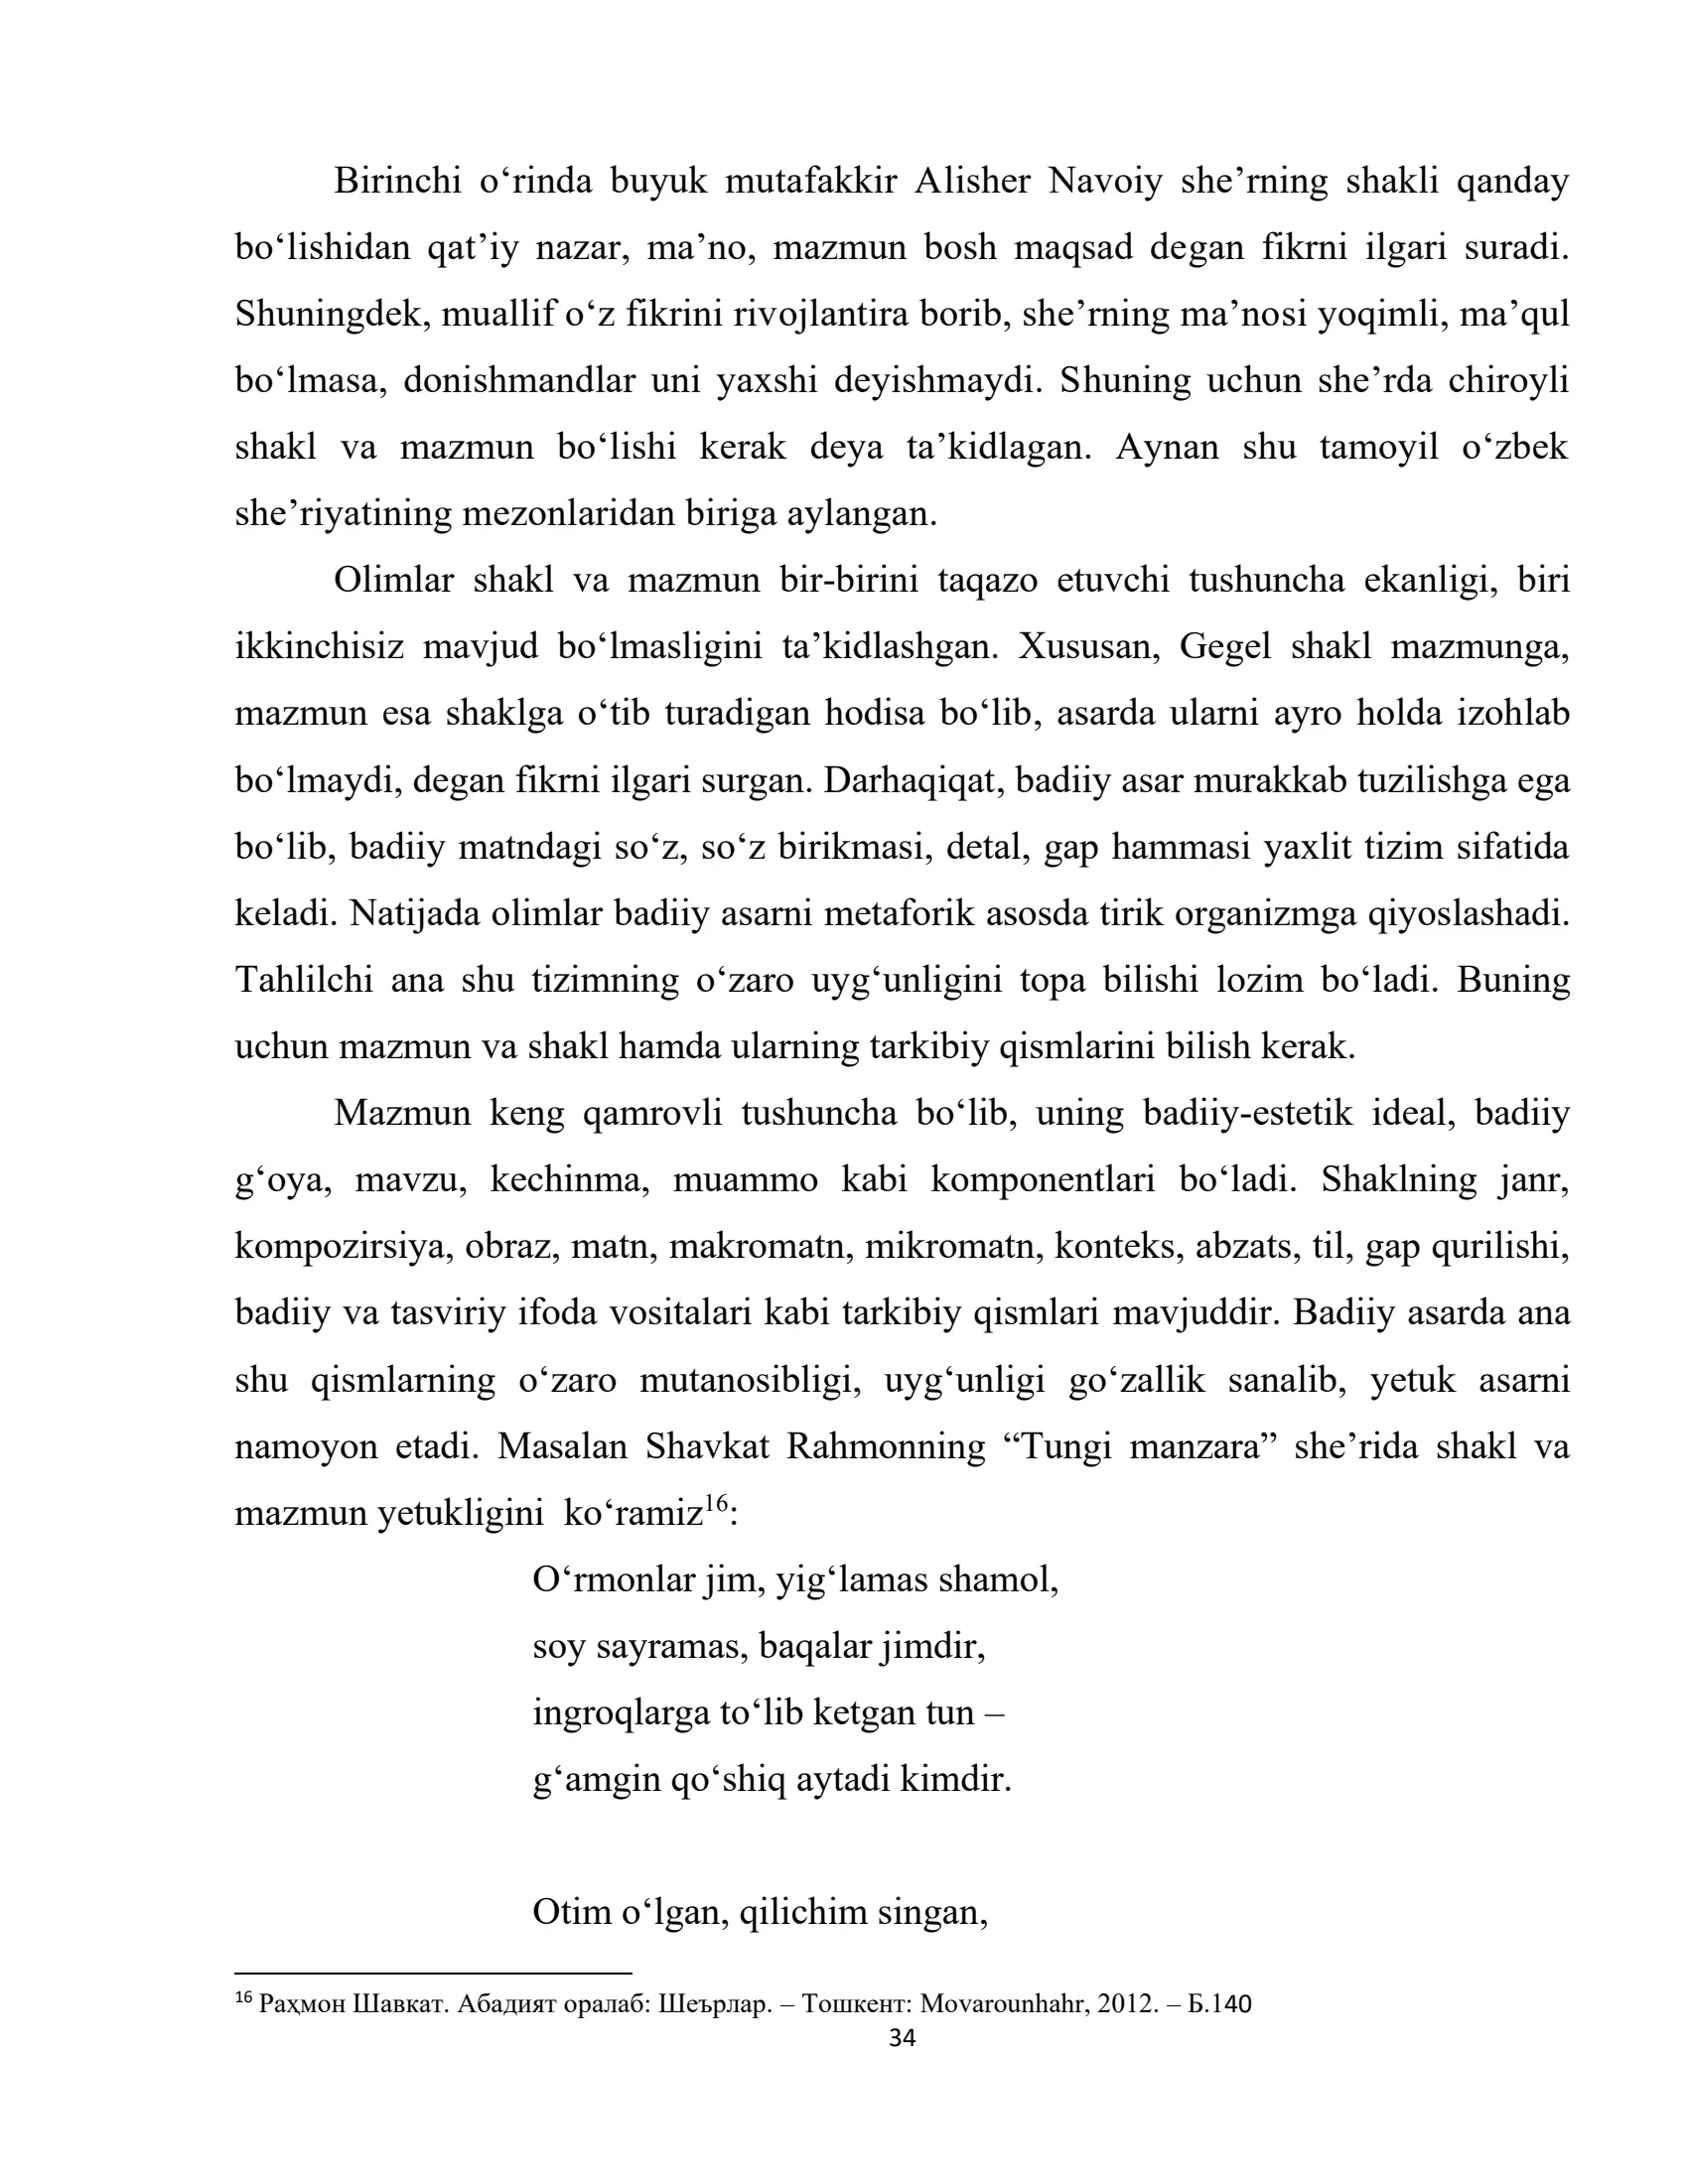 Birinchi o‘rinda buyuk mutafakkir Alisher Navoiy she’rning shakli qanday
bo‘lishidan qat’iy nazar, ma’no, mazmun bosh maqsad degan fikrni ilgari suradi.
Shuningdek, muallif o‘z fikrini rivojlantira borib, she’rning ma’nosi yoqimli, ma’qul
bo‘lmasa, donishmandlar uni yaxshi deyishmaydi. Shuning uchun she’rda chiroyli
shakl va mazmun bo‘lishi kerak deya ta’kidlagan. Aynan shu tamoyil o‘zbek
she’riyatining mezonlaridan biriga aylangan.
Olimlar shakl va mazmun bir-birini taqazo etuvchi tushuncha ekanligi, biri
ikkinchisiz mavjud bo‘lmasligini ta’kidlashgan. Xususan, Gegel shakl mazmunga,
mazmun esa shaklga o‘tib turadigan hodisa bo‘lib, asarda ularni ayro holda izohlab
bo‘lmaydi, degan fikrni ilgari surgan. Darhaqiqat, badiiy asar murakkab tuzilishga ega
bo‘lib, badiiy matndagi so‘z, so‘z birikmasi, detal, gap hammasi yaxlit tizim sifatida
keladi. Natijada olimlar badiiy asarni metaforik asosda tirik organizmga qiyoslashadi.
Tahlilchi ana shu tizimning o‘zaro uyg‘unligini topa bilishi lozim bo‘ladi. Buning
uchun mazmun va shakl hamda ularning tarkibiy qismlarini bilish kerak.
Mazmun keng qamrovli tushuncha bo‘lib, uning badiiy-estetik ideal, badiiy
g‘oya, mavzu, kechinma, muammo kabi komponentlari bo‘ladi. Shaklning janr,
kompozirsiya, obraz, matn, makromatn, mikromatn, konteks, abzats, til, gap qurilishi,
badiiy va tasviriy ifoda vositalari kabi tarkibiy qismlari mavjuddir. Badiiy asarda ana
shu qismlarning o‘zaro mutanosibligi, uyg‘unligi go‘zallik sanalib, yetuk asarni
namoyon etadi. Masalan Shavkat Rahmonning “Tungi manzara” she’rida shakl va
mazmun yetukligini ko‘ramiz16:
O‘rmonlar jim, yig‘lamas shamol,
soy sayramas, baqalar jimdir,
ingroqlarga to‘lib ketgan tun –
g‘amgin qo‘shiq aytadi kimdir.
Otim o‘lgan, qilichim singan,
16 Раҳмон Шавкат. Абадият оралаб: Шеърлар. – Тошкент: Movarounhahr, 2012. – Б.140
34